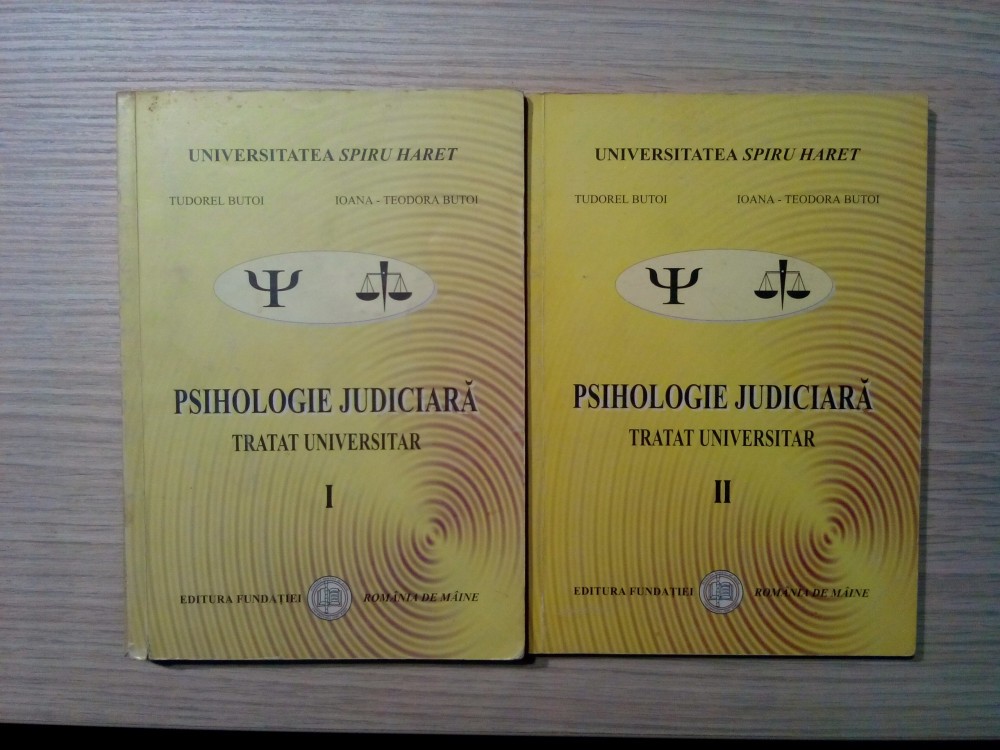 UNIVERSITATEA SPIRU HARET
TUDOREL BUTOI IOANA - TEODORA BUTOI
Ψ
PSIHOLOGIE JUDICIARĂ
TRATAT UNIVERSITAR
I
EDITURA FUNDAȚIEI ROMÂNIA DE MÂINE
UNIVERSITATEA SPIRU HARET
TUDOREL BUTOI IOANA - TEODORA BUTOI
Ψ
PSIHOLOGIE JUDICIARĂ
TRATAT UNIVERSITAR
II
EDITURA FUNDAȚIEI ROMÂNIA DE MÂINE